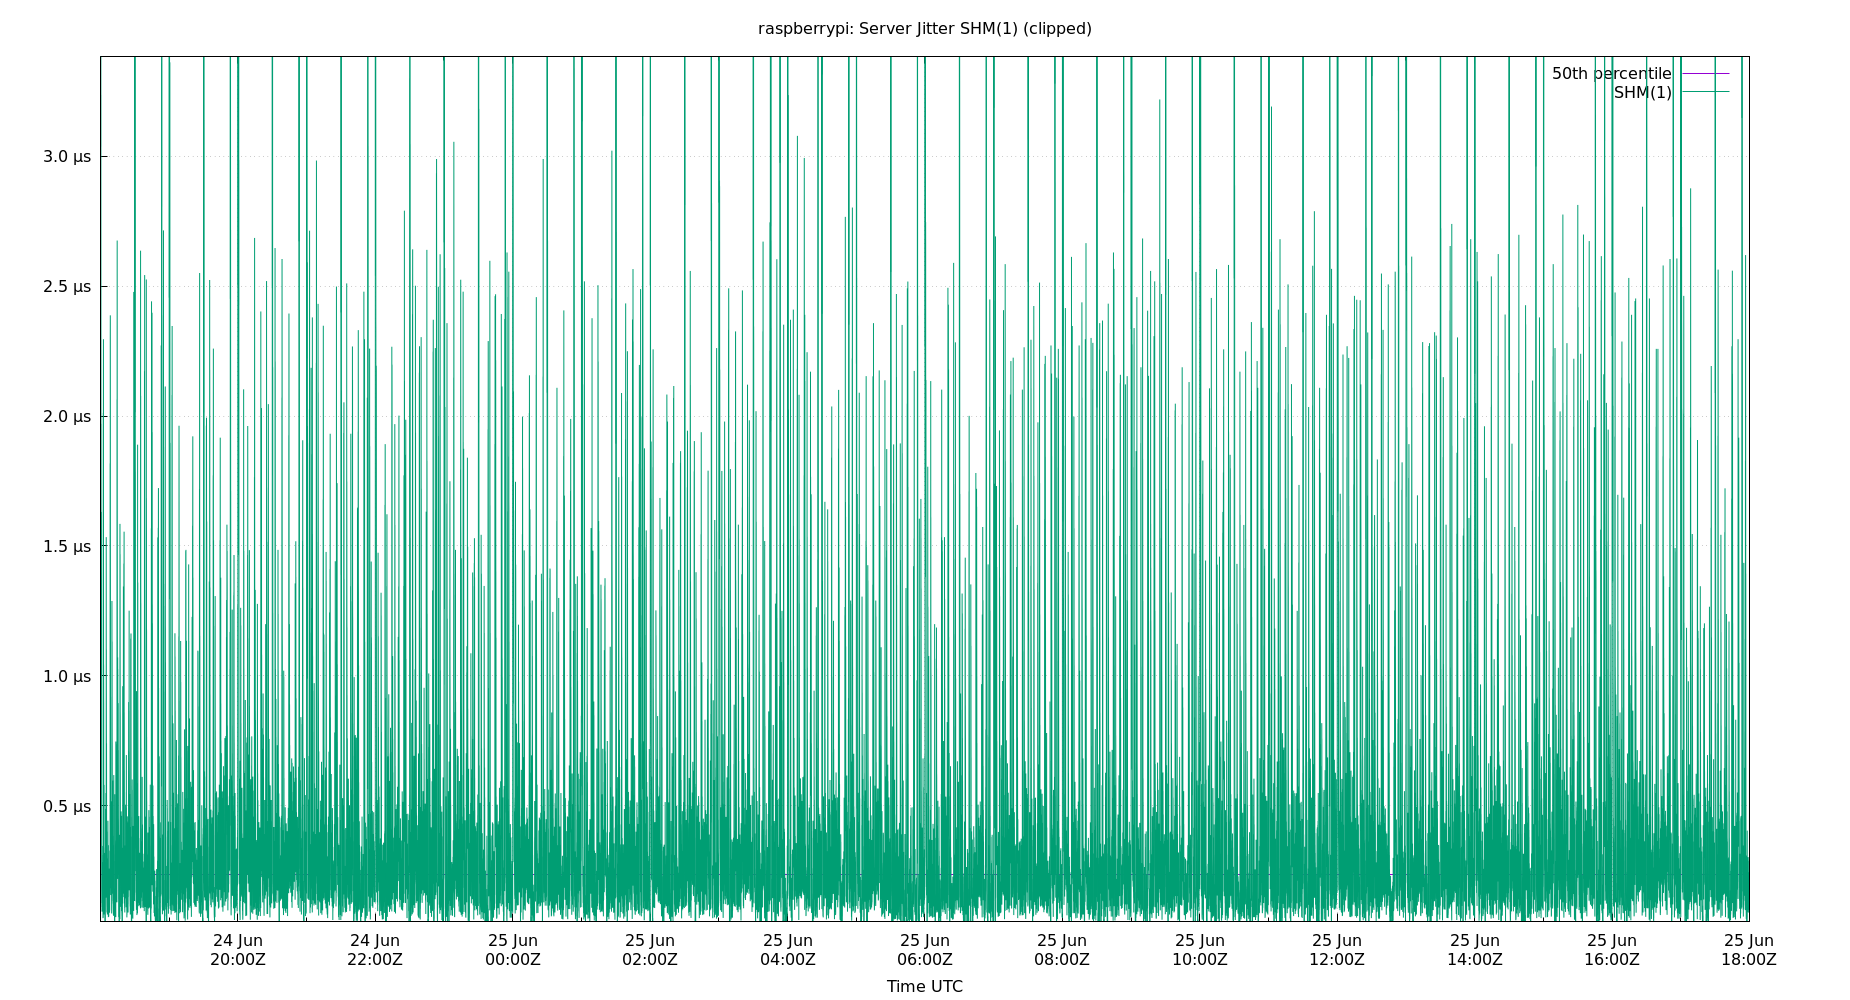 raspberrypi: Server Jitter SHM(1) (clipped)
50th percentile
SHM(1)
3.0 μs
2.5 μs
2.0 μs
1.5 μs
1.0 μs
0.5 μs
24 Jun 24 Jun 25 Jun 25 Jun 25 Jun 25 Jun 25 Jun 25 Jun 25 Jun 25 Jun 25 Jun 25 Jun
20:00Z 22:00Z 00:00Z 02:00Z 04:00Z 06:00Z 08:00Z 10:00Z 12:00Z 14:00Z 16:00Z 18:00Z
Time UTC